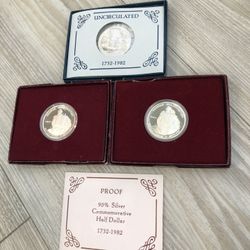 UNCIRCULATED
1732-1982
PROOF
90% Silver
Commemorative
Half Dollar
1732-1982